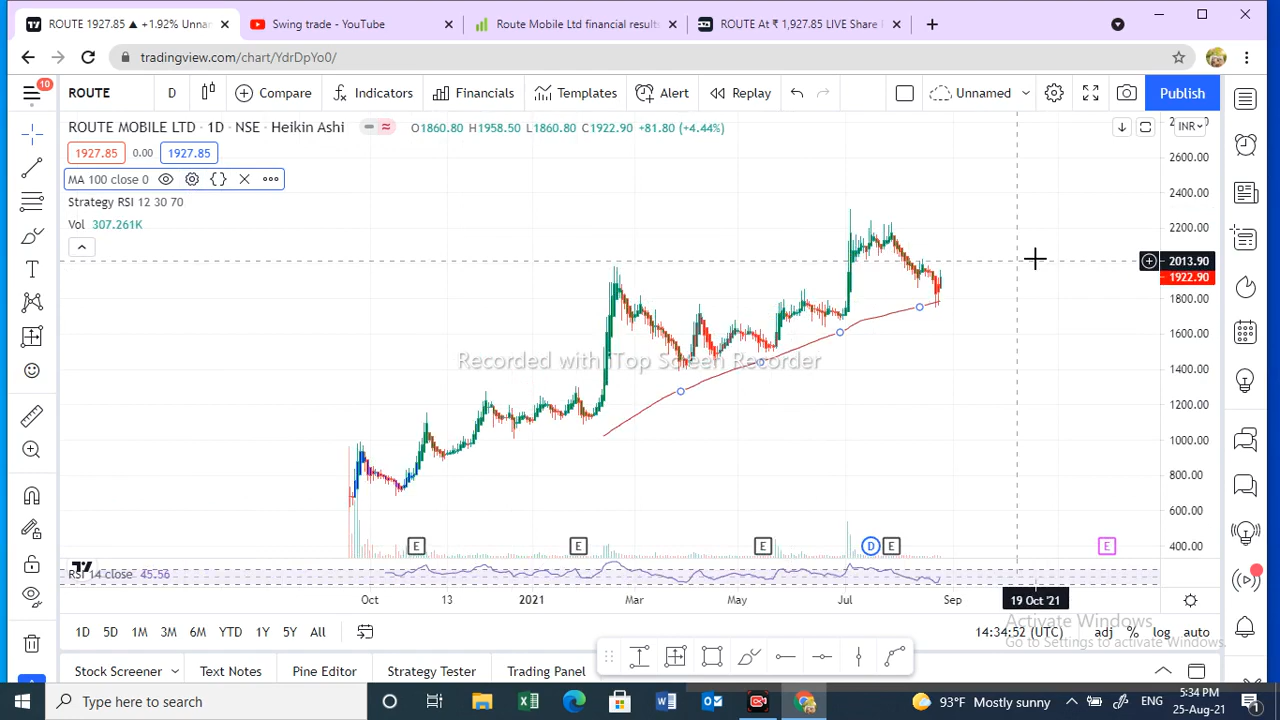 ROUTE 1927.85 ▲ +1.92% Unnar
Swing trade - YouTube
Route Mobile Ltd financial results
ROUTE At ₹ 1,927.85 LIVE Share
tradingview.com/chart/YdrDpYo0/
10
ROUTE
D
Compare
Indicators
Financials
Templates
Alert
Replay
Unnamed
Publish
ROUTE MOBILE LTD · 1D · NSE · Heikin Ashi
O1860.80 H1958.50 L1860.80 C1922.90 +81.80 (+4.44%)
INR
1927.85 0.00 1927.85
MA 100 close 0
Strategy RSI 12 30 70
Vol 307.261K
2600.00
2400.00
2200.00
2013.90
1922.90
1800.00
1600.00
1400.00
1200.00
1000.00
800.00
600.00
400.00
Recorded with iTop Screen Recorder
E
E
E
D
E
E
RSI 14 close 45.56
Oct
13
2021
Mar
May
Jul
Sep
19 Oct '21
1D
5D
1M
3M
6M
YTD
1Y
5Y
All
14:34:52 (UTC)
adj
%
log
auto
Activate Windows
Go to Settings to activate Windows.
Stock Screener
Text Notes
Pine Editor
Strategy Tester
Trading Panel
Type here to search
93°F Mostly sunny
ENG
5:34 PM
25-Aug-21
1